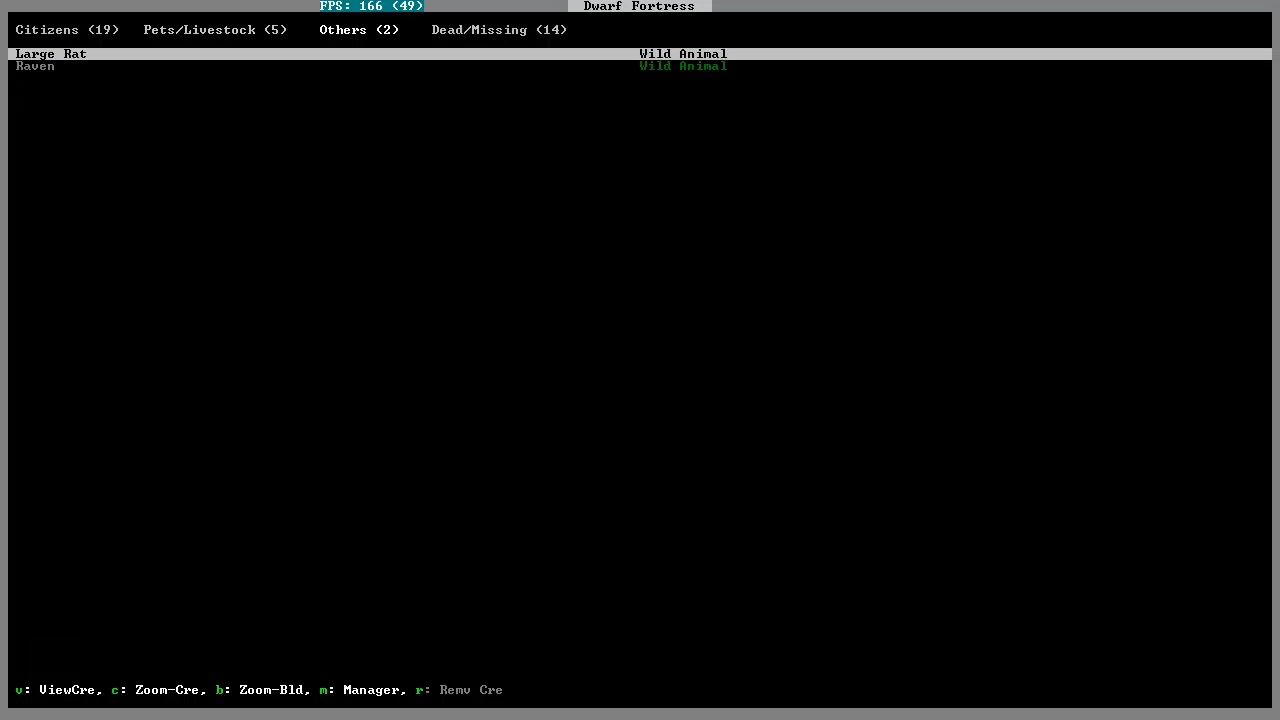 FPS: 166 (49) Dwarf Fortress
Citizens (19) Pets/Livestock (5) Others (2) Dead/Missing (14)
Large Rat Wild Animal
Raven Wild Animal
v: ViewCre, c: Zoom-Cre, b: Zoom-Bld, m: Manager, r: Remv Cre